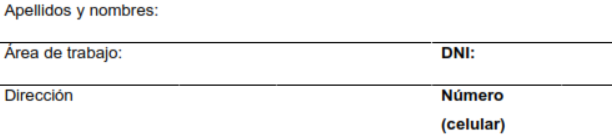 Apellidos y nombres:
Área de trabajo: DNI:
Dirección Número
(celular)